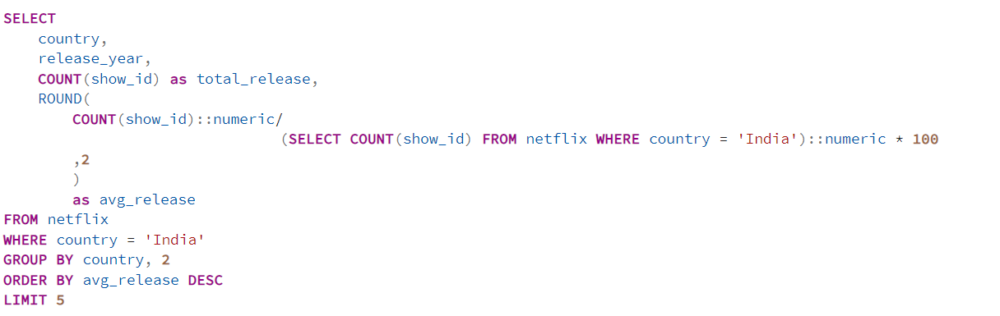 SELECT
country,
release_year,
COUNT(show_id) as total_release,
ROUND(
COUNT(show_id)::numeric/
(SELECT COUNT(show_id) FROM netflix WHERE country = 'India')::numeric * 100
,2
)
as avg_release
FROM netflix
WHERE country = 'India'
GROUP BY country, 2
ORDER BY avg_release DESC
LIMIT 5